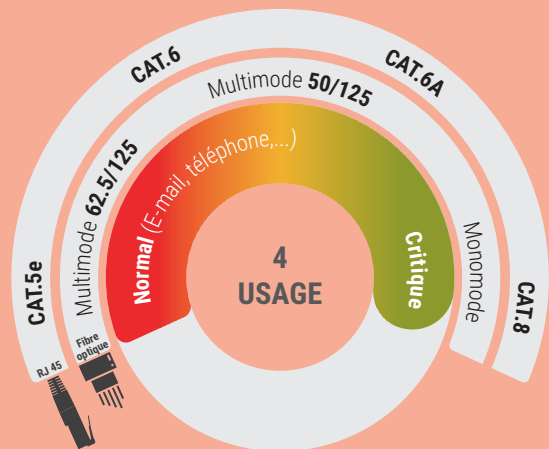 RJ 45
CAT.5e
CAT.6
CAT.6A
CAT.8
Fibre
optique
Multimode 62.5/125
Multimode 50/125
Monomode
Normal (E-mail, téléphone,...)
Critique
4
USAGE